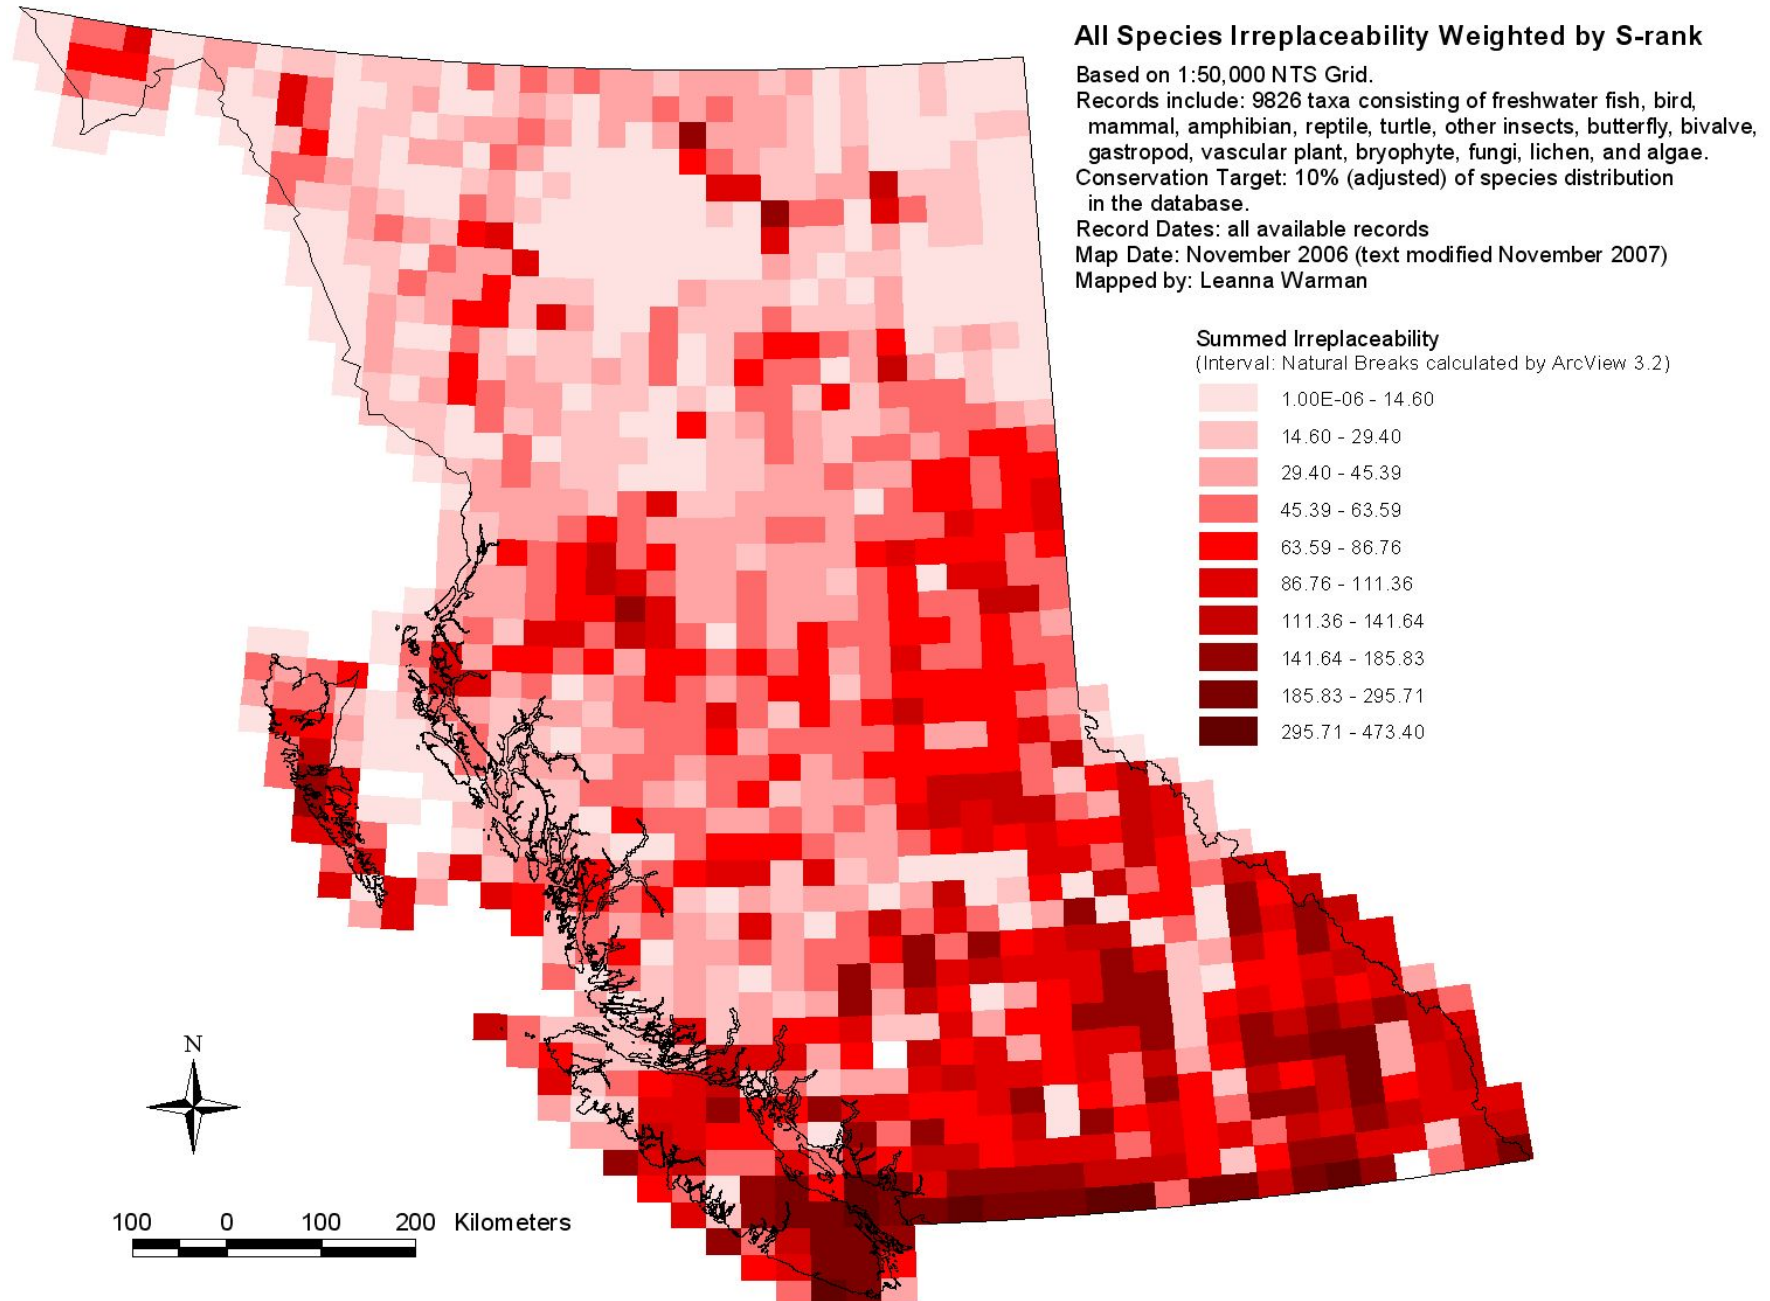 All Species Irreplaceability Weighted by S-rank
Based on 1:50,000 NTS Grid.
Records include: 9826 taxa consisting of freshwater fish, bird,
mammal, amphibian, reptile, turtle, other insects, butterfly, bivalve,
gastropod, vascular plant, bryophyte, fungi, lichen, and algae.
Conservation Target: 10% (adjusted) of species distribution
in the database.
Record Dates: all available records
Map Date: November 2006 (text modified November 2007)
Mapped by: Leanna Warman
Summed Irreplaceability
(Interval: Natural Breaks calculated by ArcView 3.2)
1.00E-06 - 14.60
14.60 - 29.40
29.40 - 45.39
45.39 - 63.59
63.59 - 86.76
86.76 - 111.36
111.36 - 141.64
141.64 - 185.83
185.83 - 295.71
295.71 - 473.40
N
100 0 100 200 Kilometers